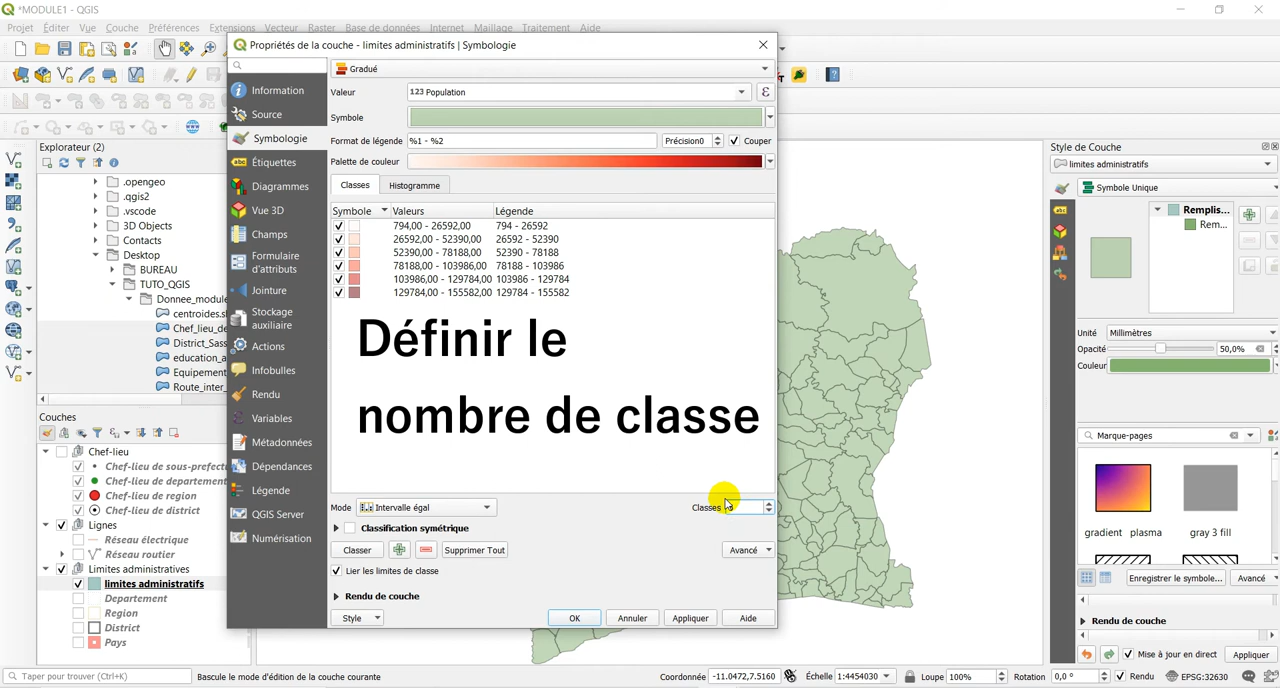 *MODULE1 - QGIS
Projet Éditer Vue Couche Préférences Extensions Vecteur Raster Base de données Internet Maillage Traitement Aide
Propriétés de la couche - limites administratifs | Symbologie
Information
Source
Symbologie
Étiquettes
Diagrammes
Vue 3D
Champs
Formulaire
d'attributs
Jointure
Stockage
auxiliaire
Actions
Infobulles
Rendu
Variables
Métadonnées
Dépendances
Légende
QGIS Server
Numérisation
Gradué
Valeur 123 Population
Symbole
Format de légende %1 - %2 Précision0 Couper
Palette de couleur
Classes Histogramme
Symbole Valeurs Légende
794,00 - 26592,00 794 - 26592
26592,00 - 52390,00 26592 - 52390
52390,00 - 78188,00 52390 - 78188
78188,00 - 103986,00 78188 - 103986
103986,00 - 129784,00 103986 - 129784
129784,00 - 155582,00 129784 - 155582
Définir le
nombre de classe
Mode Intervalle égal Classes
Classification symétrique
Classer Supprimer Tout Avancé
Lier les limites de classe
Rendu de couche
Style OK Annuler Appliquer Aide
Explorateur (2)
.opengeo
.qgis2
.vscode
3D Objects
Contacts
Desktop
BUREAU
TUTO_QGIS
Donnee_module
centroides.s
Chef_lieu_de
District_Sass
education_a
Equipement
Route_inter_
Couches
Chef-lieu
Chef-lieu de sous-prefectu
Chef-lieu de departement
Chef-lieu de region
Chef-lieu de district
Lignes
Réseau électrique
Réseau routier
Limites administratives
limites administratifs
Departement
Region
District
Pays
Style de Couche
limites administratifs
Symbole Unique
Remplis...
Rem...
Unité Millimètres
Opacité 50,0%
Couleur
Marque-pages
gradient plasma gray 3 fill
Enregistrer le symbole... Avancé
Rendu de couche
Mise à jour en direct Appliquer
Taper pour trouver (Ctrl+K) Bascule le mode d'édition de la couche courante Coordonnée -11.0472,7.5160 Échelle 1:4454030 Loupe 100% Rotation 0,0 ° Rendu EPSG:32630